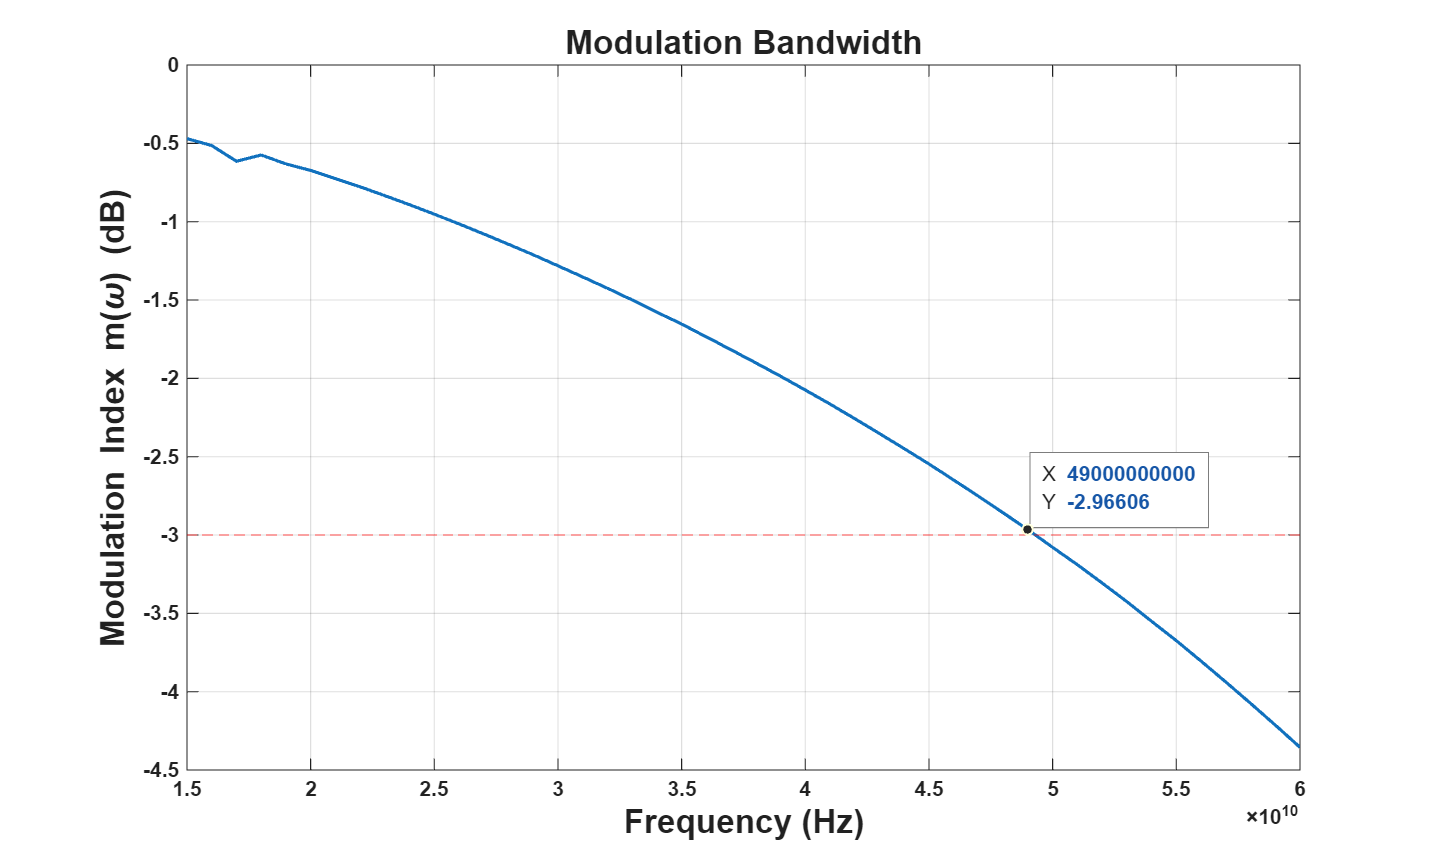 Modulation Bandwidth
0
-0.5
-1
-1.5
-2
-2.5
-3
-3.5
-4
-4.5
Modulation Index m(ω) (dB)
X 49000000000
Y -2.96606
1.5 2 2.5 3 3.5 4 4.5 5 5.5 6
×10¹⁰
Frequency (Hz)